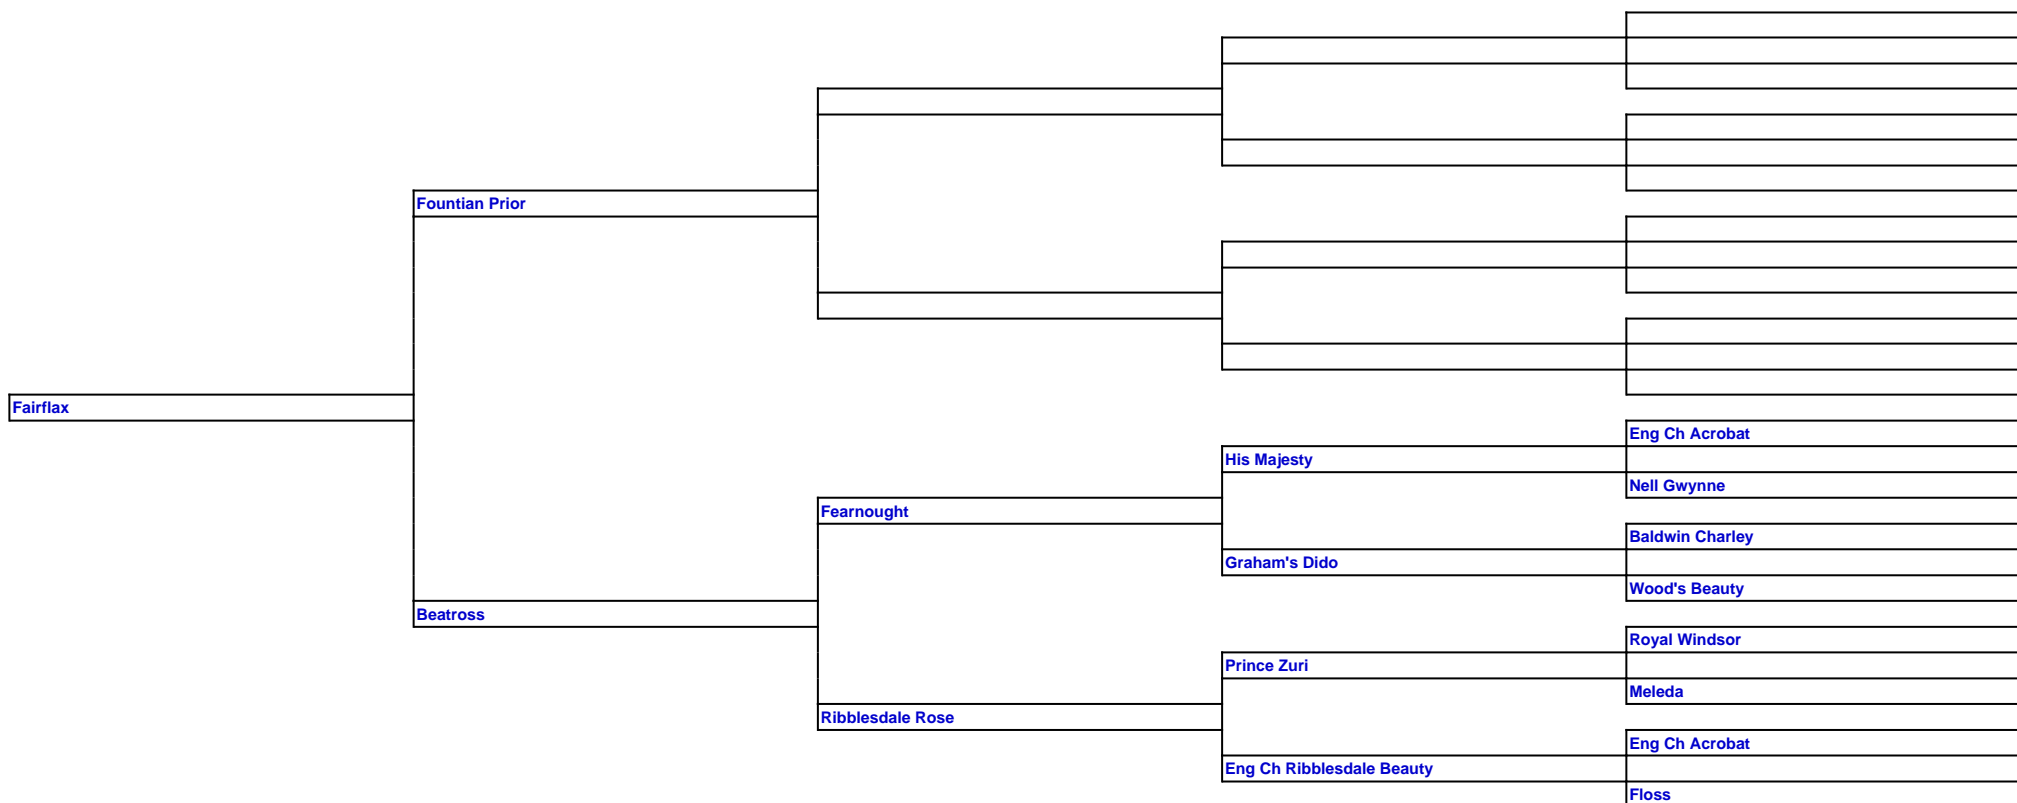 Fountian Prior
Fairflax
Eng Ch Acrobat
His Majesty
Nell Gwynne
Fearnought
Baldwin Charley
Graham's Dido
Wood's Beauty
Beatross
Royal Windsor
Prince Zuri
Meleda
Ribblesdale Rose
Eng Ch Acrobat
Eng Ch Ribblesdale Beauty
Floss